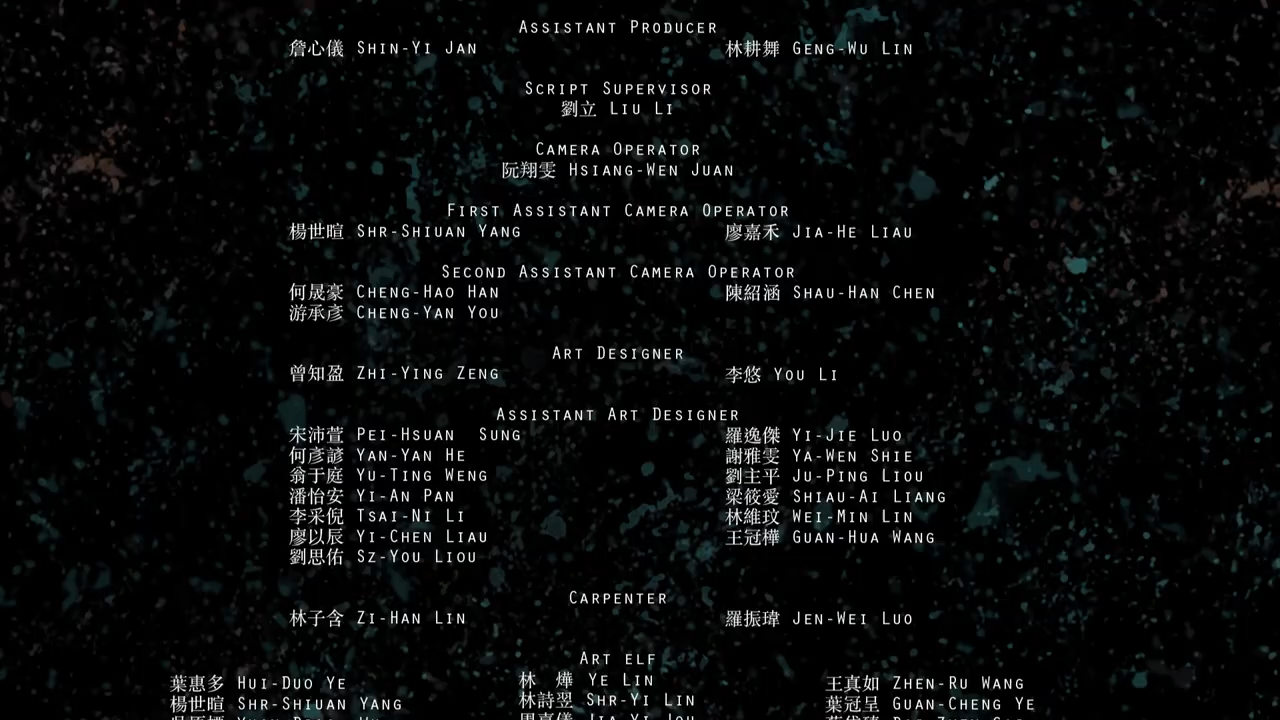 Assistant Producer
詹心儀 Shin-Yi Jan 林耕舞 Geng-Wu Lin
Script Supervisor
劉立 Liu Li
Camera Operator
阮翔雯 Hsiang-Wen Juan
First Assistant Camera Operator
楊世暄 Shr-Shiuan Yang 廖嘉禾 Jia-He Liau
Second Assistant Camera Operator
何晟豪 Cheng-Hao Han 陳紹涵 Shau-Han Chen
游承彥 Cheng-Yan You
Art Designer
曾知盈 Zhi-Ying Zeng 李悠 You Li
Assistant Art Designer
宋沛萱 Pei-Hsuan Sung 羅逸傑 Yi-Jie Luo
何彥諺 Yan-Yan He 謝雅雯 Ya-Wen Shie
翁于庭 Yu-Ting Weng 劉主平 Ju-Ping Liou
潘怡安 Yi-An Pan 梁筱愛 Shiau-Ai Liang
李采倪 Tsai-Ni Li 林維玟 Wei-Min Lin
廖以辰 Yi-Chen Liau 王冠樺 Guan-Hua Wang
劉思佑 Sz-You Liou
Carpenter
林子含 Zi-Han Lin 羅振瑋 Jen-Wei Luo
Art elf
葉惠多 Hui-Duo Ye 林 燁 Ye Lin 王真如 Zhen-Ru Wang
楊世暄 Shr-Shiuan Yang 林詩翌 Shr-Yi Lin 葉冠呈 Guan-Cheng Ye